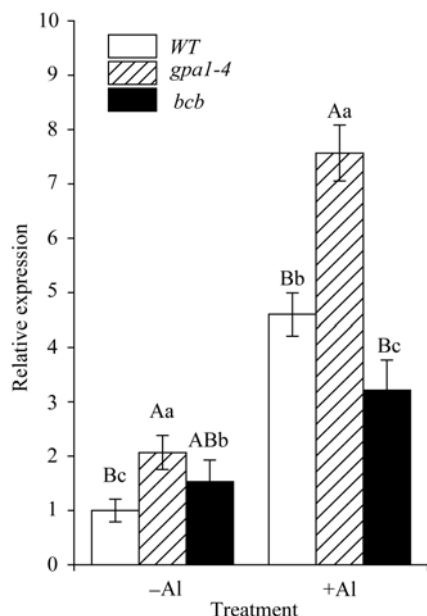 10
9
8
7
6
5
4
3
2
1
0
Relative expression
WT
gpa1-4
bcb
Bc
Aa
ABb
Bb
Aa
Bc
–Al
+Al
Treatment